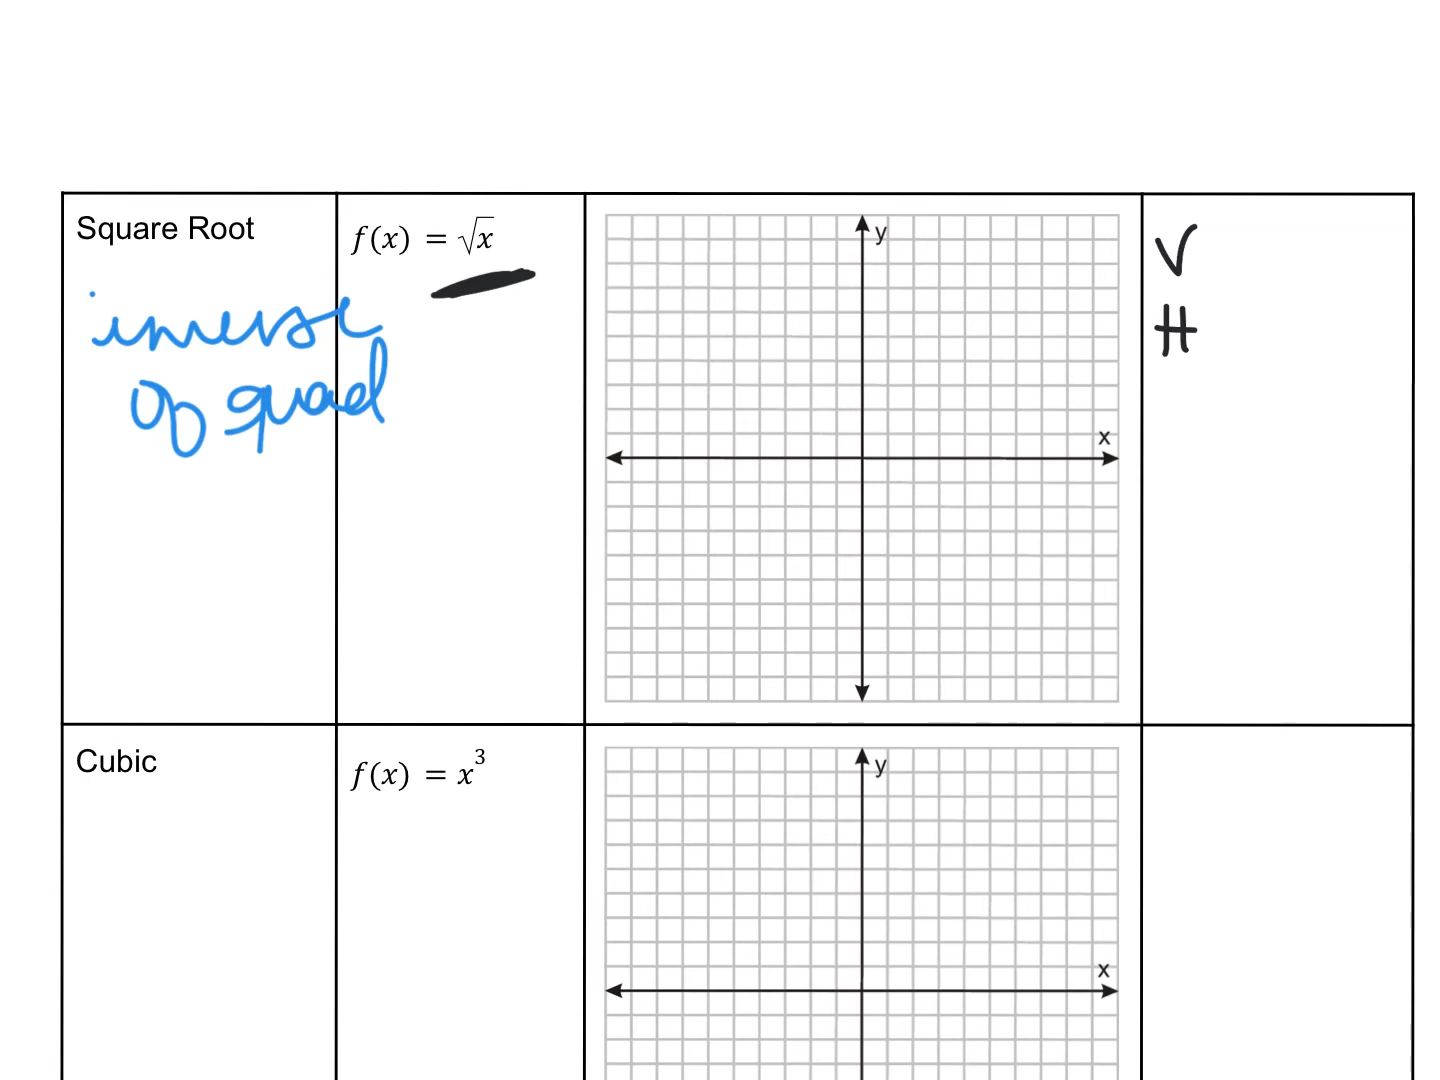 Square Root
f(x) = √x
y
V
inverse
H
of quad
x
Cubic
f(x) = x³
y
x